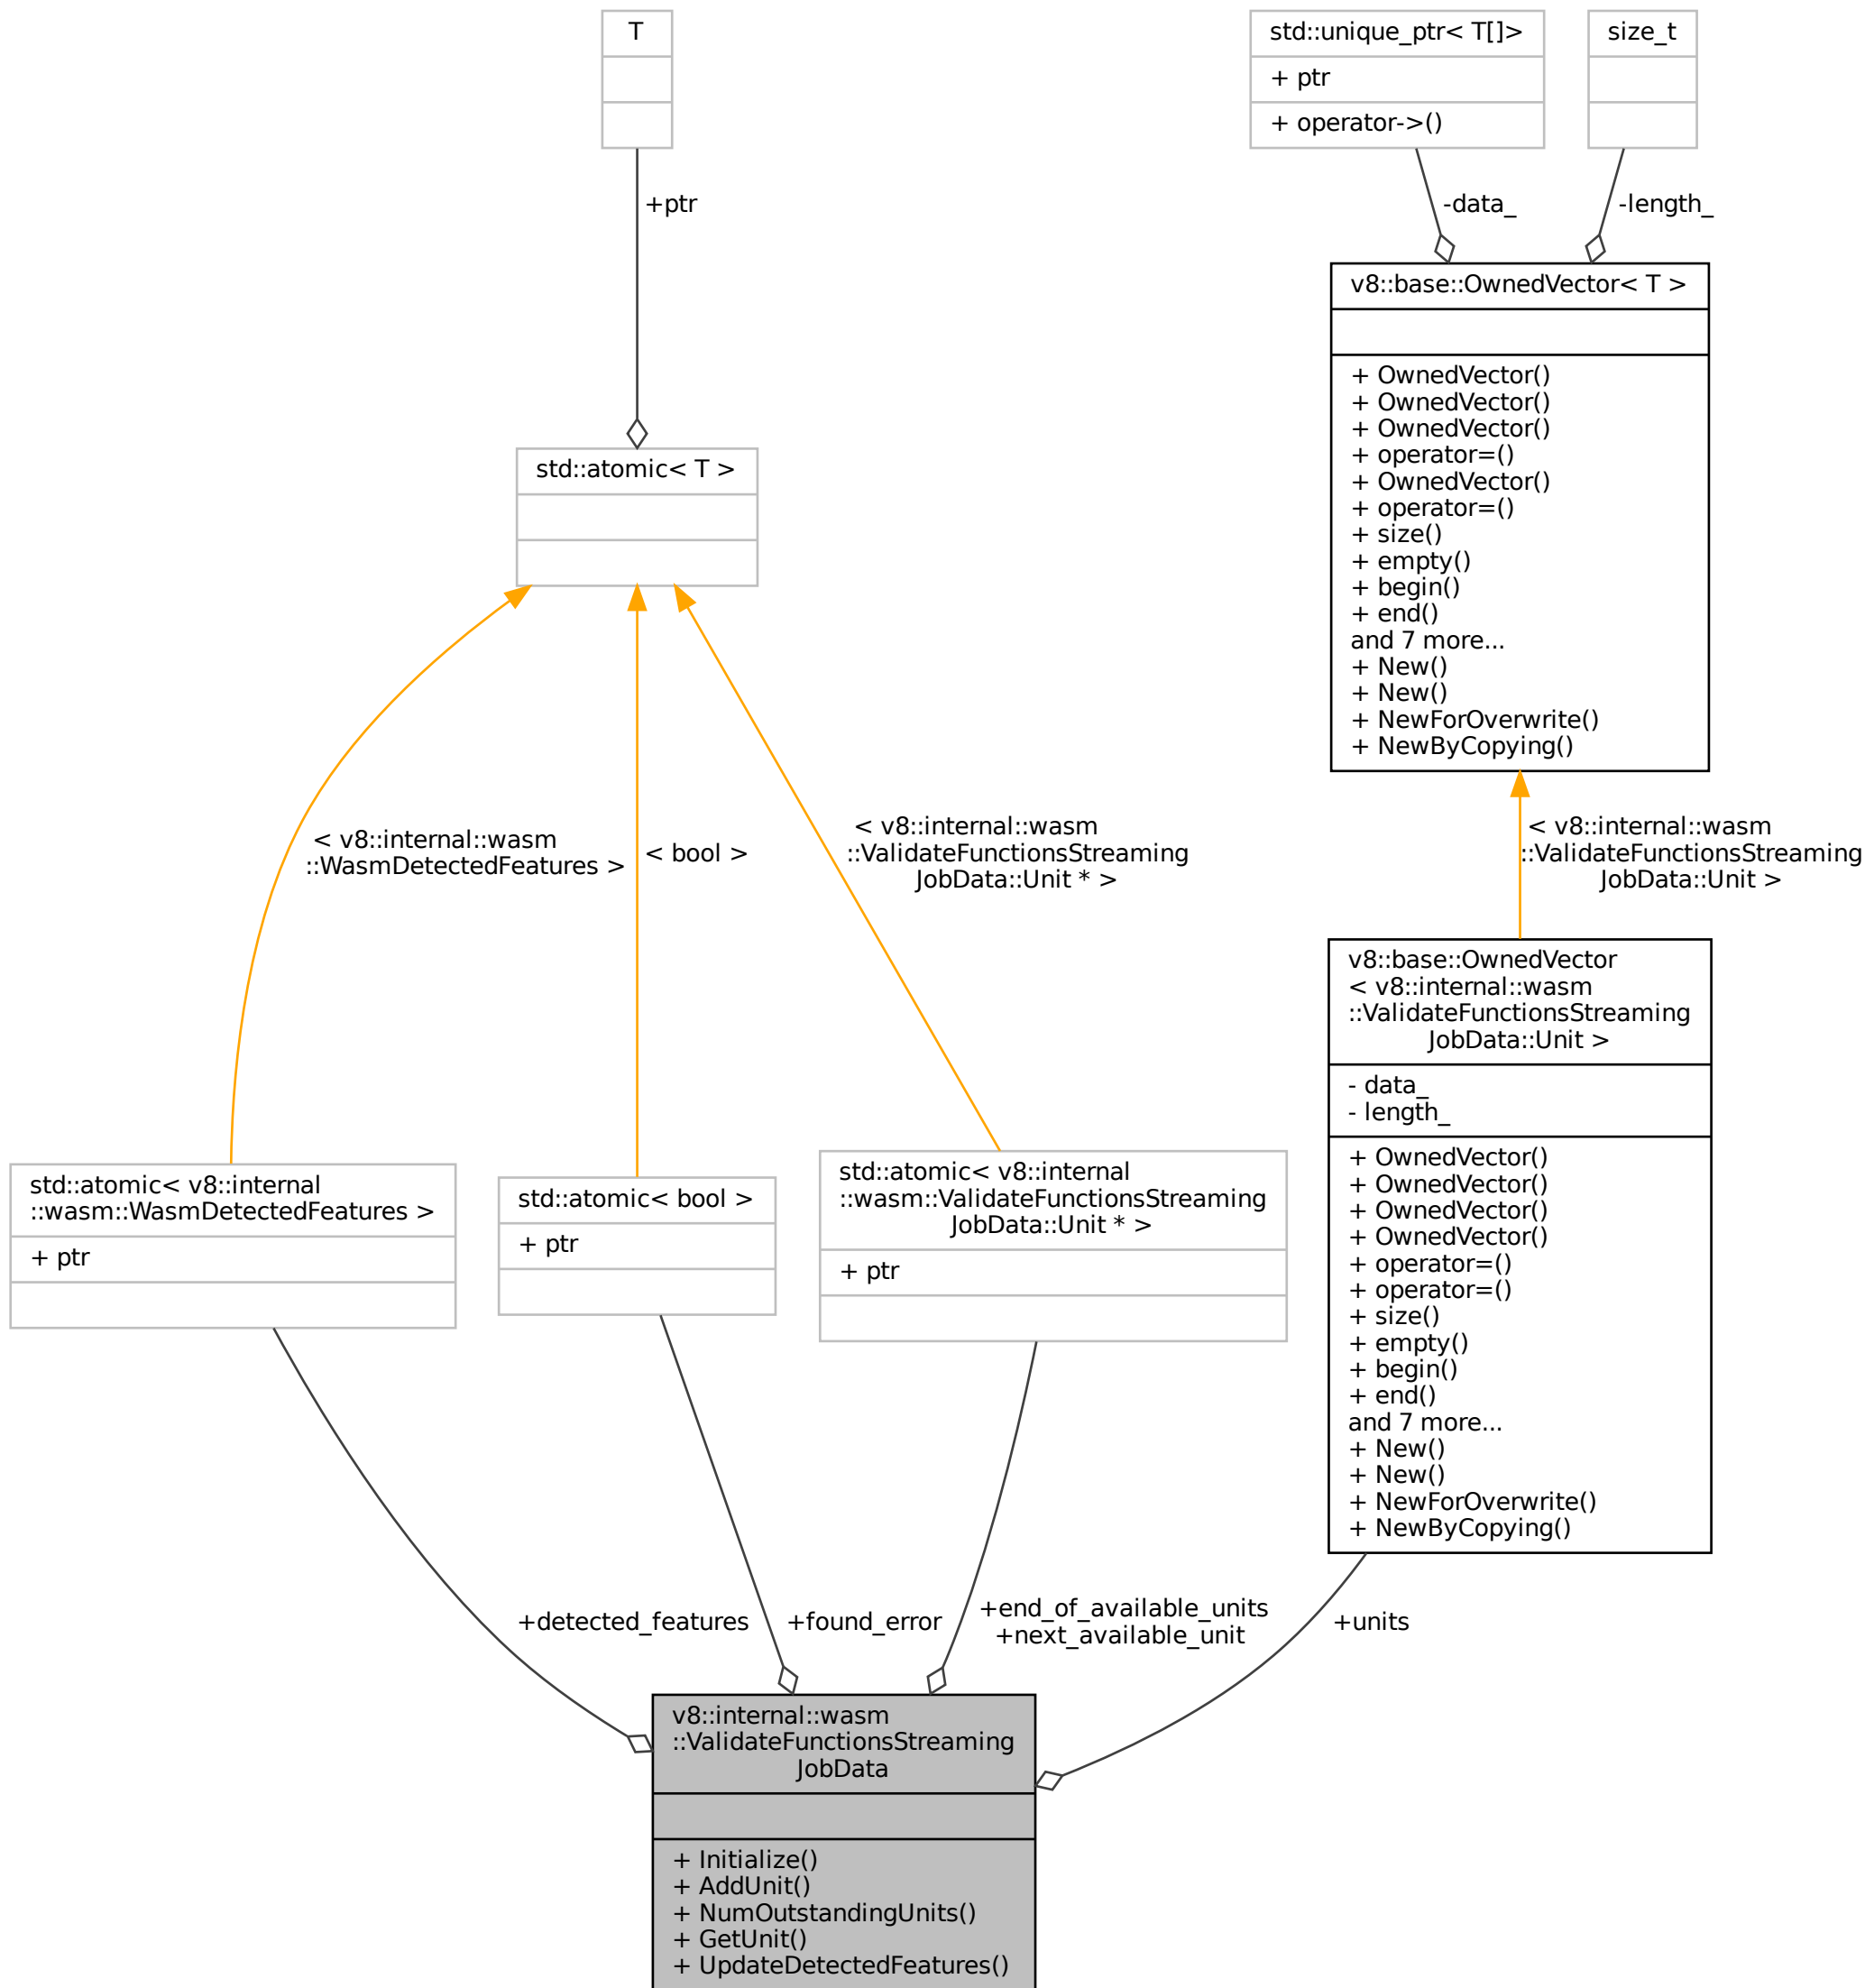 T
std::unique_ptr< T[]>
+ ptr
+ operator->()
size_t
+ptr
-data_
-length_
v8::base::OwnedVector< T >
+ OwnedVector()
+ OwnedVector()
+ OwnedVector()
+ operator=()
+ OwnedVector()
+ operator=()
+ size()
+ empty()
+ begin()
+ end()
and 7 more...
+ New()
+ New()
+ NewForOverwrite()
+ NewByCopying()
std::atomic< T >
< v8::internal::wasm
::WasmDetectedFeatures >
< bool >
< v8::internal::wasm
::ValidateFunctionsStreaming
JobData::Unit * >
< v8::internal::wasm
::ValidateFunctionsStreaming
JobData::Unit >
v8::base::OwnedVector
< v8::internal::wasm
::ValidateFunctionsStreaming
JobData::Unit >
- data_
- length_
+ OwnedVector()
+ OwnedVector()
+ OwnedVector()
+ OwnedVector()
+ operator=()
+ operator=()
+ size()
+ empty()
+ begin()
+ end()
and 7 more...
+ New()
+ New()
+ NewForOverwrite()
+ NewByCopying()
std::atomic< v8::internal
::wasm::WasmDetectedFeatures >
+ ptr
std::atomic< bool >
+ ptr
std::atomic< v8::internal
::wasm::ValidateFunctionsStreaming
JobData::Unit * >
+ ptr
+detected_features
+found_error
+end_of_available_units
+next_available_unit
+units
v8::internal::wasm
::ValidateFunctionsStreaming
JobData
+ Initialize()
+ AddUnit()
+ NumOutstandingUnits()
+ GetUnit()
+ UpdateDetectedFeatures()